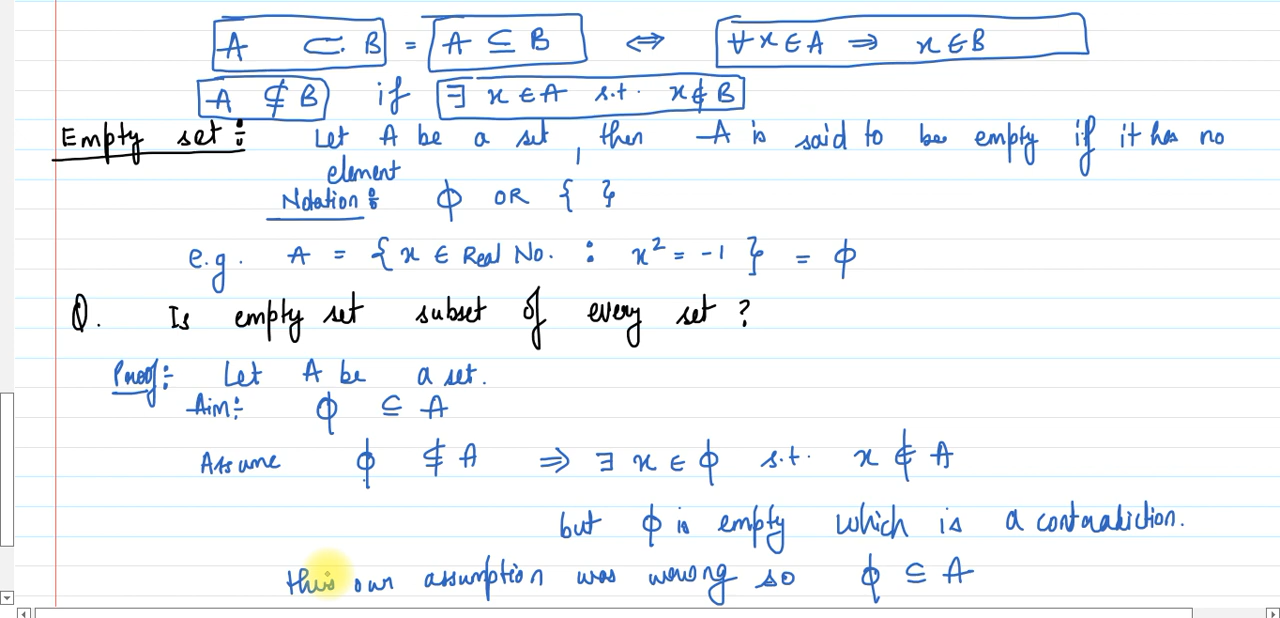 A ⊂ B = A ⊆ B ⇔ ∀ x ∈ A ⇒ x ∈ B
A ⊈ B if ∃ x ∈ A s.t. x ∉ B
Empty set :- Let A be a set, then A is said to be empty if it has no
element
Notation : ϕ OR { }
e.g. A = { x ∈ Real No. : x² = -1 } = ϕ
Q. Is empty set subset of every set ?
Proof :- Let A be a set.
Aim :- ϕ ⊆ A
Assume ϕ ⊈ A ⇒ ∃ x ∈ ϕ s.t. x ∉ A
but ϕ is empty which is a contradiction.
this our assumption was wrong so ϕ ⊆ A